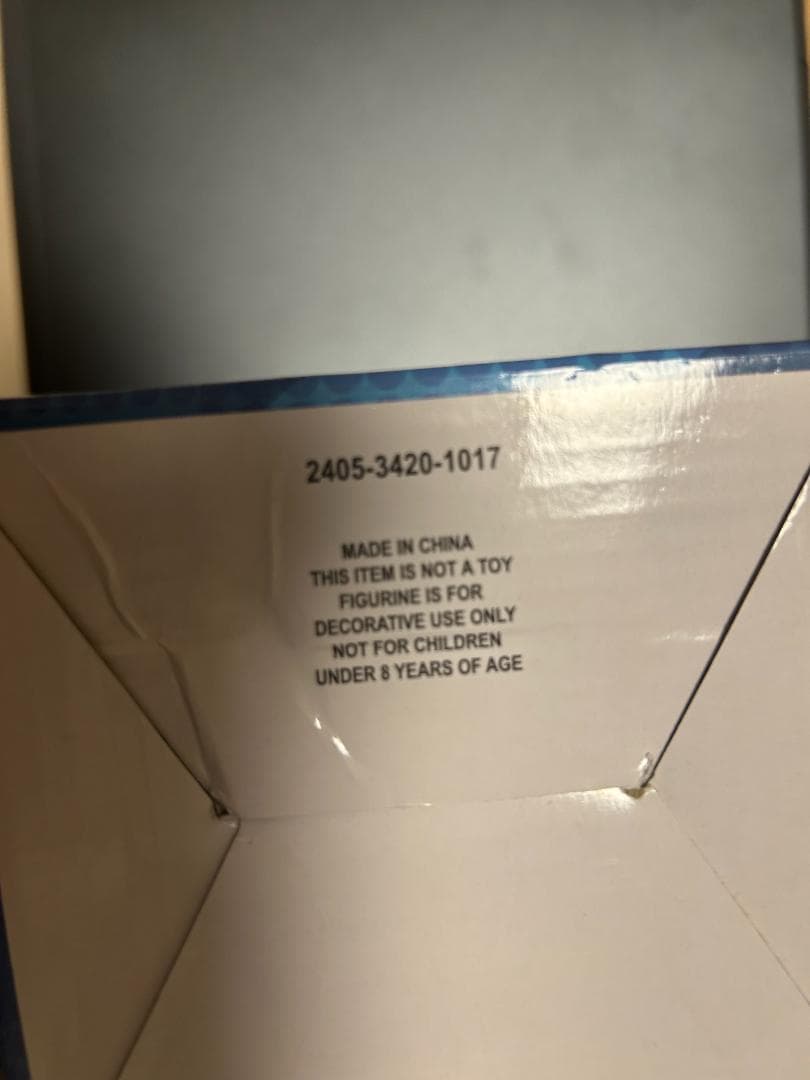 2405-3420-1017
MADE IN CHINA
THIS ITEM IS NOT A TOY
FIGURINE IS FOR
DECORATIVE USE ONLY
NOT FOR CHILDREN
UNDER 8 YEARS OF AGE